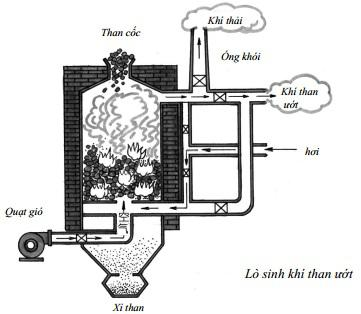 Khí thải
Than cốc
Ống khói
Khí than
ướt
hơi
Quạt gió
Lò sinh khí than ướt
Xỉ than